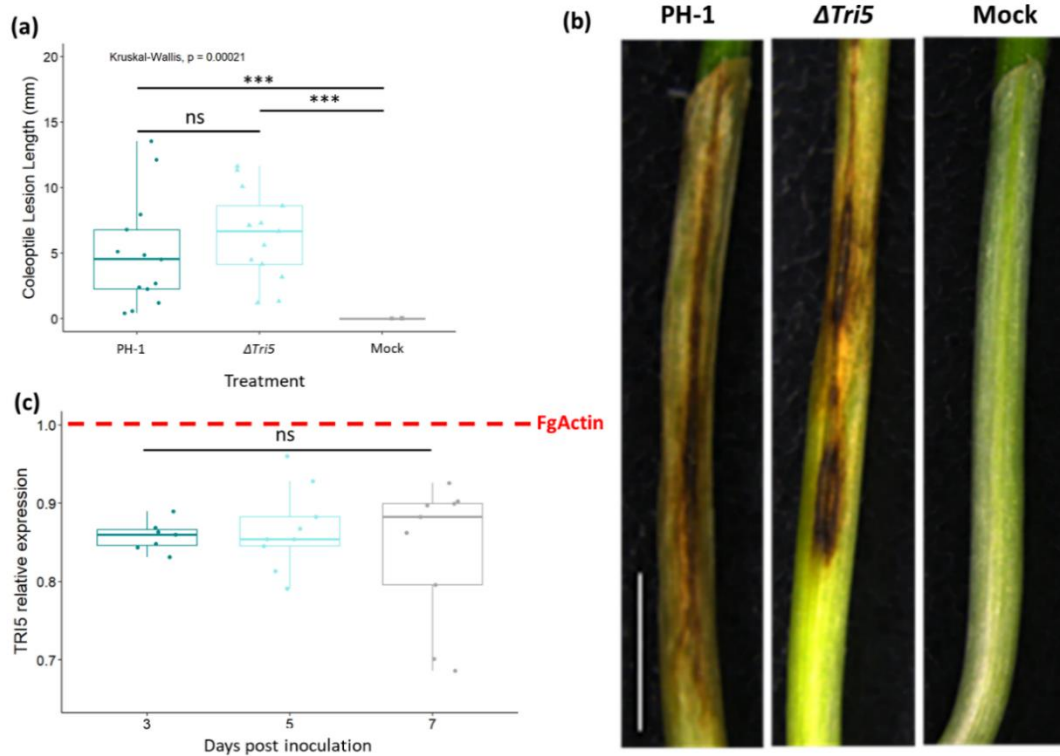 (a)
Kruskal-Wallis, p = 0.00021
***
***
ns
20
15
10
5
0
Coleoptile Lesion Length (mm)
PH-1
ΔTri5
Mock
Treatment
(b)
PH-1
ΔTri5
Mock
(c)
FgActin
ns
1.0
0.9
0.8
0.7
TRI5 relative expression
3
5
7
Days post inoculation